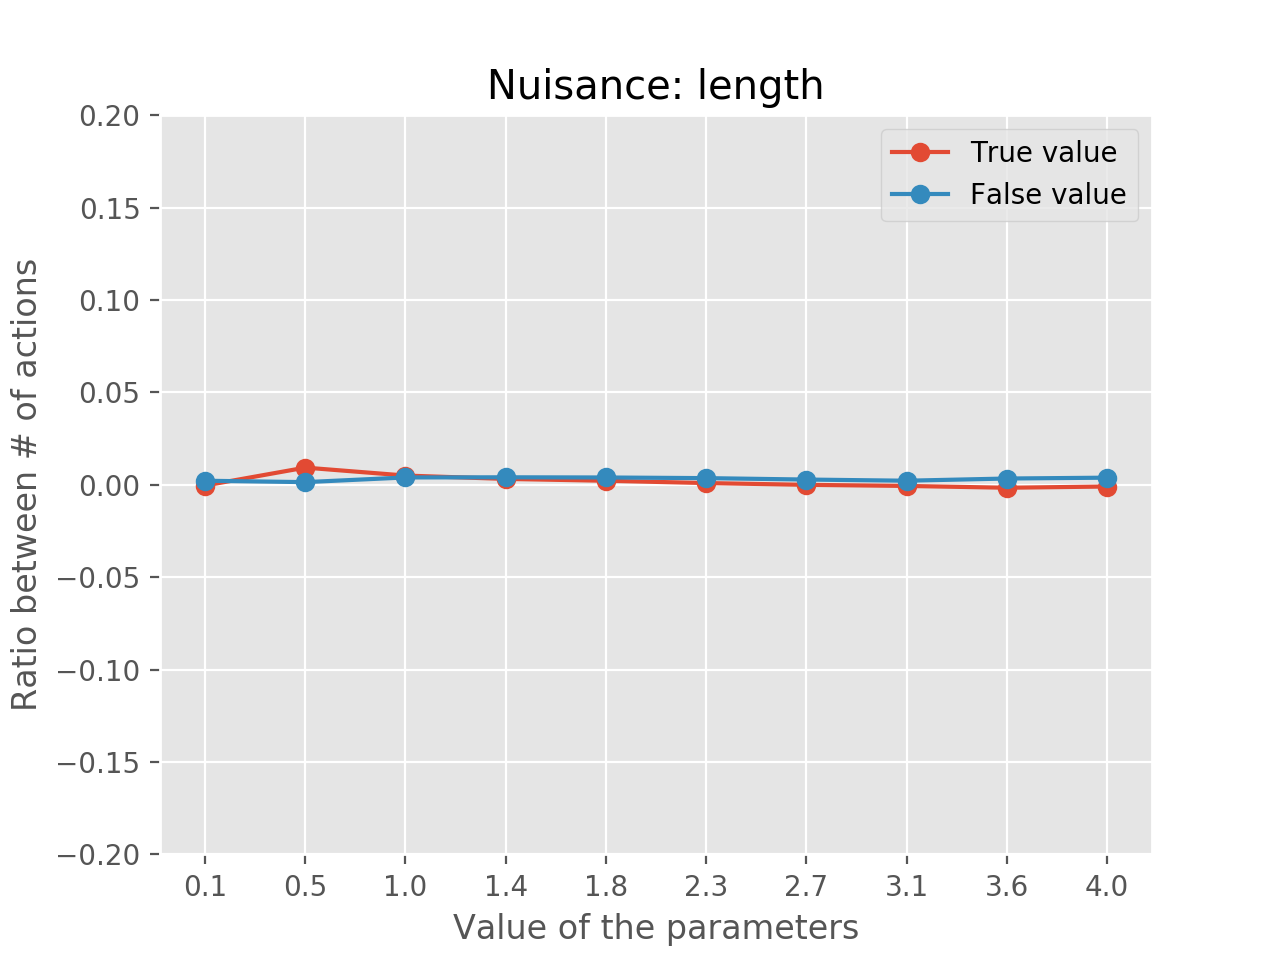 Nuisance: length
True value
False value
Ratio between # of actions
0.20
0.15
0.10
0.05
0.00
−0.05
−0.10
−0.15
−0.20
0.1 0.5 1.0 1.4 1.8 2.3 2.7 3.1 3.6 4.0
Value of the parameters